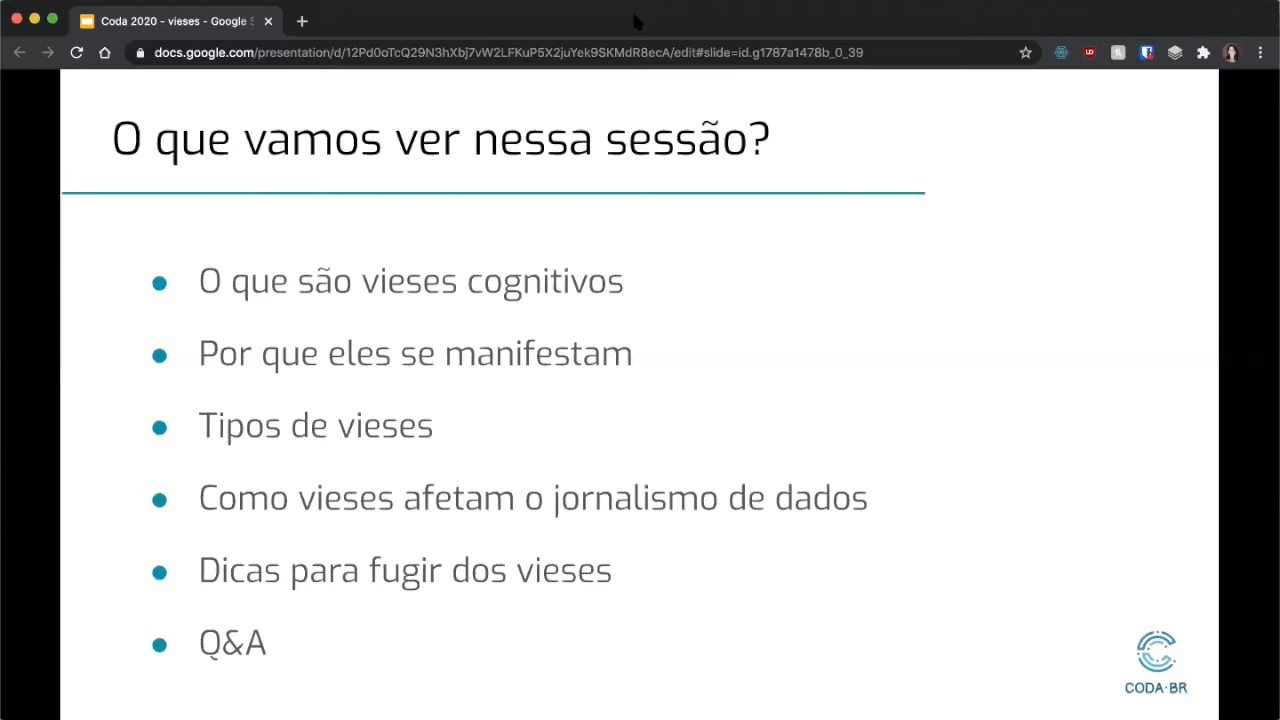 Coda 2020 - vieses - Google S
docs.google.com/presentation/d/12Pd0oTcQ29N3hXbj7vW2LFKuP5X2juYek9SKMdR8ecA/edit#slide=id.g1787a1478b_0_39
O que vamos ver nessa sessão?
O que são vieses cognitivos
Por que eles se manifestam
Tipos de vieses
Como vieses afetam o jornalismo de dados
Dicas para fugir dos vieses
Q&A
CODA·BR